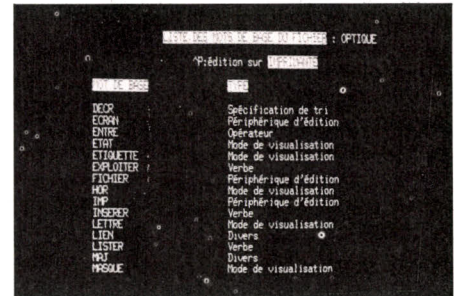 LISTE DES MOTS DE BASE DU FICHIER : OPTIQUE
^P:édition sur IMPRIMANTE
MOT DE BASE TYPE
DECR Spécification de tri
ECRAN Périphérique d'édition
ENTRE Opérateur
ETAT Mode de visualisation
ETIQUETTE Mode de visualisation
EXPLOITER Verbe
FICHIER Périphérique d'édition
HOR Mode de visualisation
IMP Périphérique d'édition
INSERER Verbe
LETTRE Mode de visualisation
LIEN Divers
LISTER Verbe
MAJ Divers
MASQUE Mode de visualisation